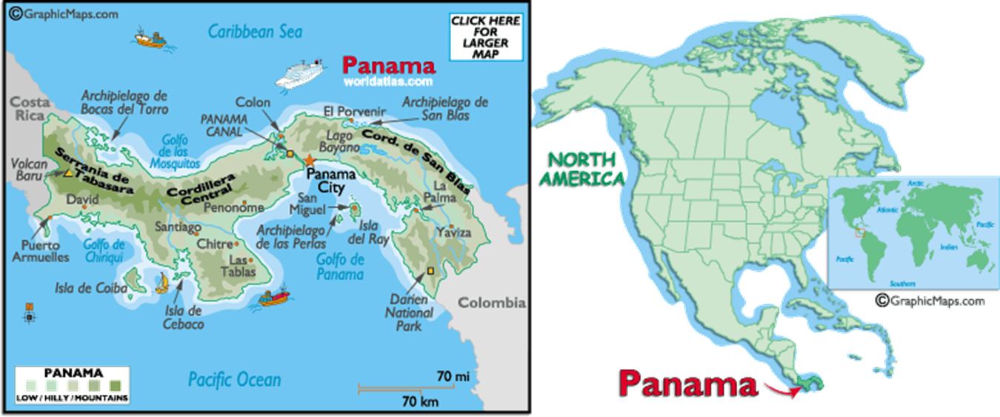 ©GraphicMaps.com
Caribbean Sea
CLICK HERE
FOR
LARGER
MAP
Panama
worldatlas.com
Costa
Rica
Archipielago de
Bocas del Torro
Colon
PANAMA
CANAL
El Porvenir
Archipielago de
San Blas
Golfo
de las
Mosquitos
Lago
Bayano
Cord. de San Blas
Volcan
Baru
Serrania de
Tabasara
Cordillera
Central
Panama
City
David
Penonome
San
Miguel
La
Palma
Santiago
Chitre
Archipielago
de las Perlas
Isla
del Ray
Yaviza
Puerto
Armuelles
Golfo de
Chiriqui
Las
Tablas
Golfo de
Panama
Isla de Coiba
Isla de
Cebaco
Darien
National
Park
Colombia
N
PANAMA
LOW / HILLY / MOUNTAINS
Pacific Ocean
70 mi
70 km
NORTH
AMERICA
Arctic
Atlantic
Pacific
Indian
Pacific
Southern
©GraphicMaps.com
Panama